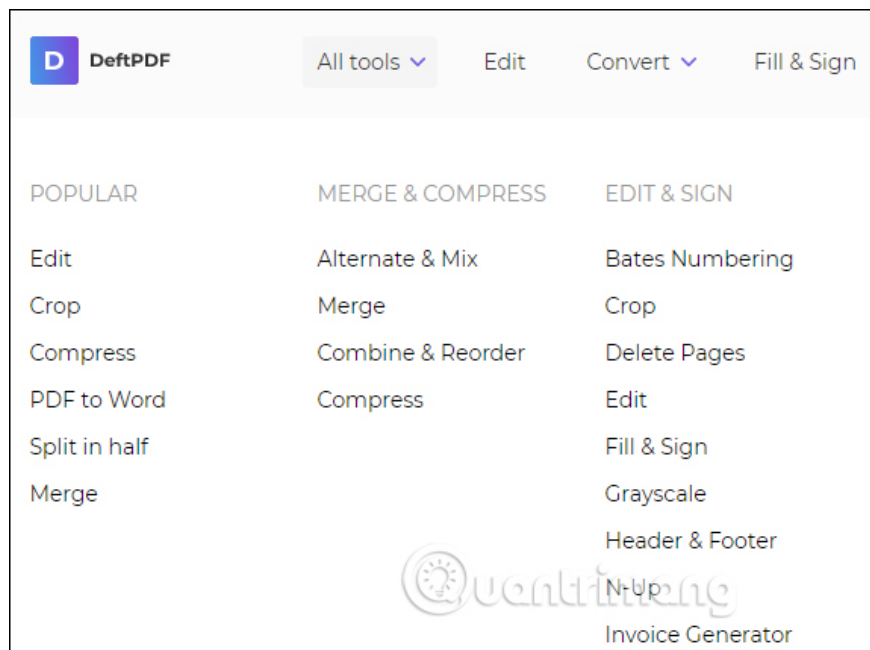 D DeftPDF All tools Edit Convert Fill & Sign
POPULAR
Edit
Crop
Compress
PDF to Word
Split in half
Merge
MERGE & COMPRESS
Alternate & Mix
Merge
Combine & Reorder
Compress
EDIT & SIGN
Bates Numbering
Crop
Delete Pages
Edit
Fill & Sign
Grayscale
Header & Footer
N-Up
Invoice Generator
Quantrimang